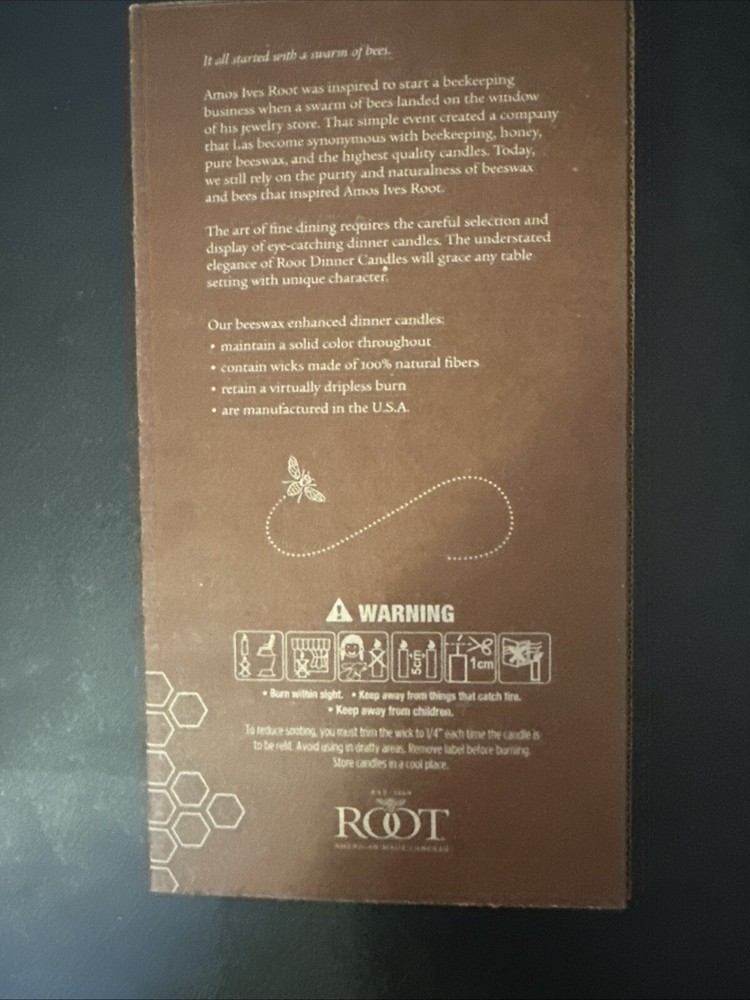 It all started with a swarm of bees.
Amos Ives Root was inspired to start a beekeeping
business when a swarm of bees landed on the window
of his jewelry store. That simple event created a company
that has become synonymous with beekeeping, honey,
pure beeswax, and the highest quality candles. Today,
we still rely on the purity and naturalness of beeswax
and bees that inspired Amos Ives Root.
The art of fine dining requires the careful selection and
display of eye-catching dinner candles. The understated
elegance of Root Dinner Candles will grace any table
setting with unique character.
Our beeswax enhanced dinner candles:
• maintain a solid color throughout
• contain wicks made of 100% natural fibers
• retain a virtually dripless burn
• are manufactured in the U.S.A.
WARNING
5cm
1cm
• Burn within sight. • Keep away from things that catch fire.
• Keep away from children.
To reduce sooting, you must trim the wick to 1/4" each time the candle is
to be relit. Avoid using in drafty areas. Remove label before burning.
Store candles in a cool place.
EST. 1869
ROOT
AMERICAN MADE CANDLES